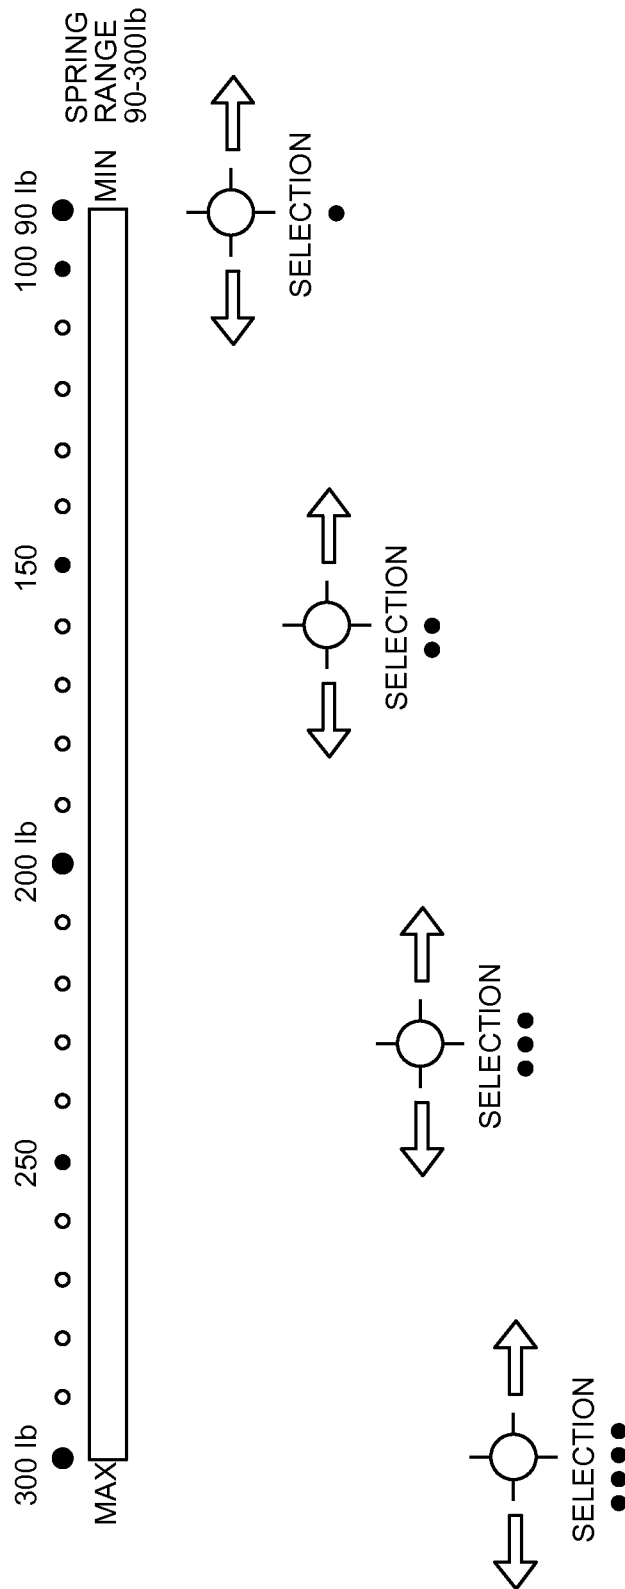 300 lb
250
200 lb
150
100 90 lb
MAX
MIN
SPRING
RANGE
90-300lb
SELECTION
SELECTION
SELECTION
SELECTION